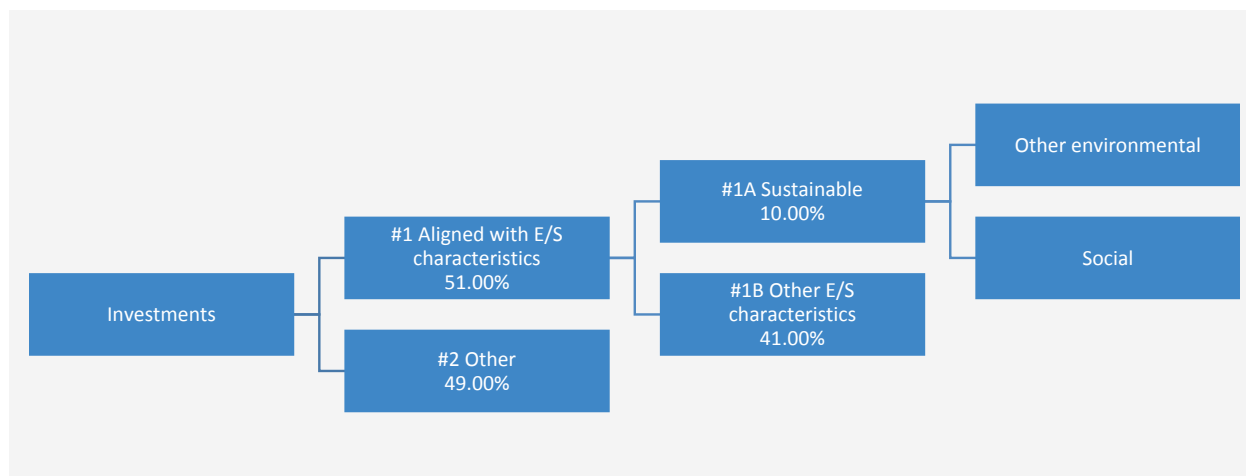 Investments
#1 Aligned with E/S
characteristics
51.00%
#2 Other
49.00%
#1A Sustainable
10.00%
#1B Other E/S
characteristics
41.00%
Other environmental
Social